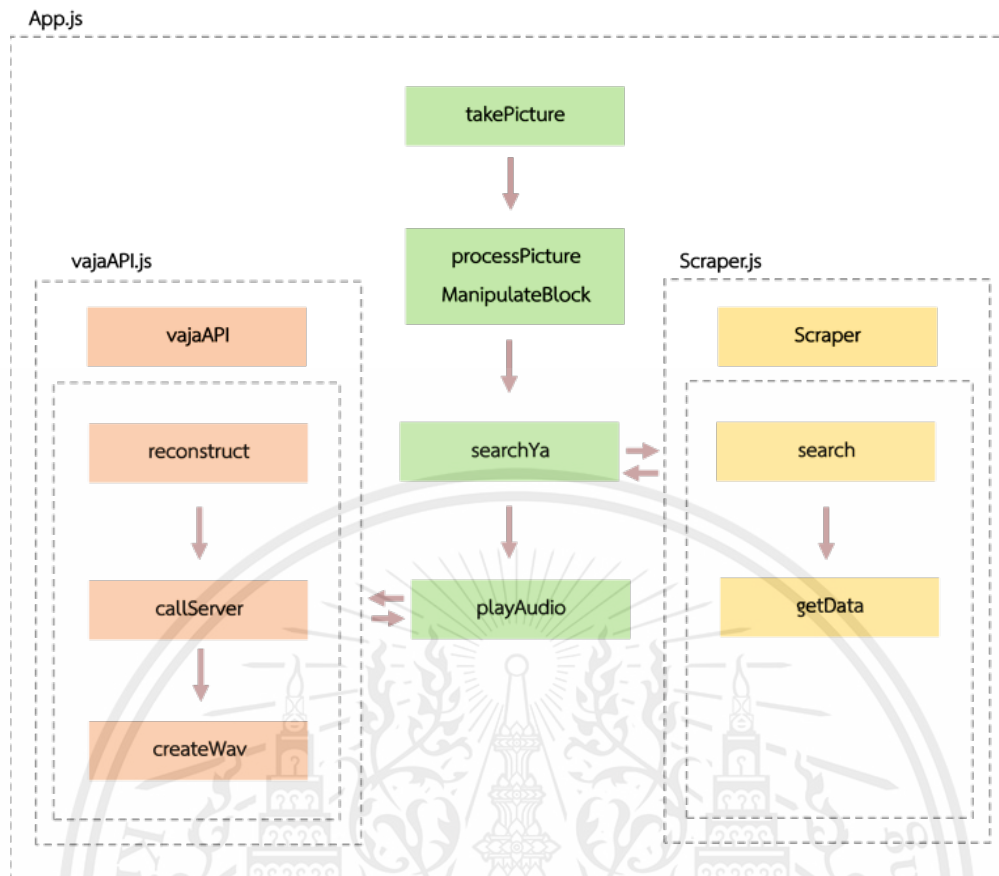 App.js
takePicture
processPicture
ManipulateBlock
vajaAPI.js
vajaAPI
reconstruct
callServer
createWav
searchYa
playAudio
Scraper.js
Scraper
search
getData